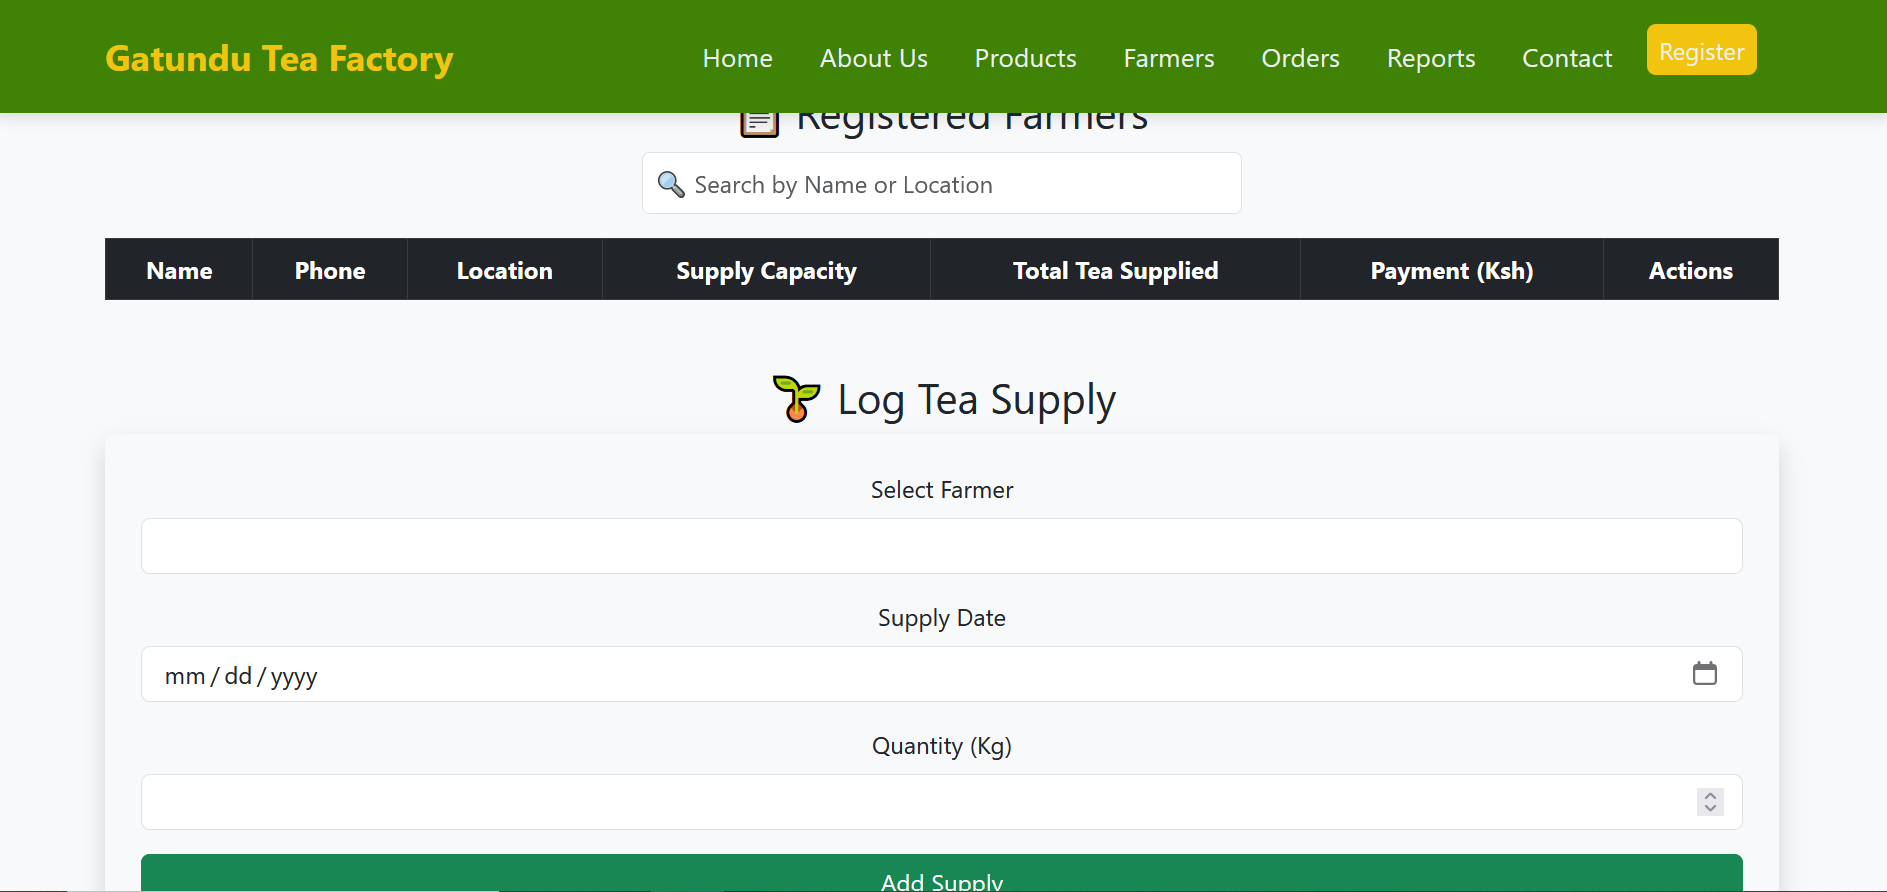 Gatundu Tea Factory Home About Us Products Farmers Orders Reports Contact Register
Registered Farmers
Search by Name or Location
Name Phone Location Supply Capacity Total Tea Supplied Payment (Ksh) Actions
Log Tea Supply
Select Farmer
Supply Date
mm/dd/yyyy
Quantity (Kg)
Add Supply